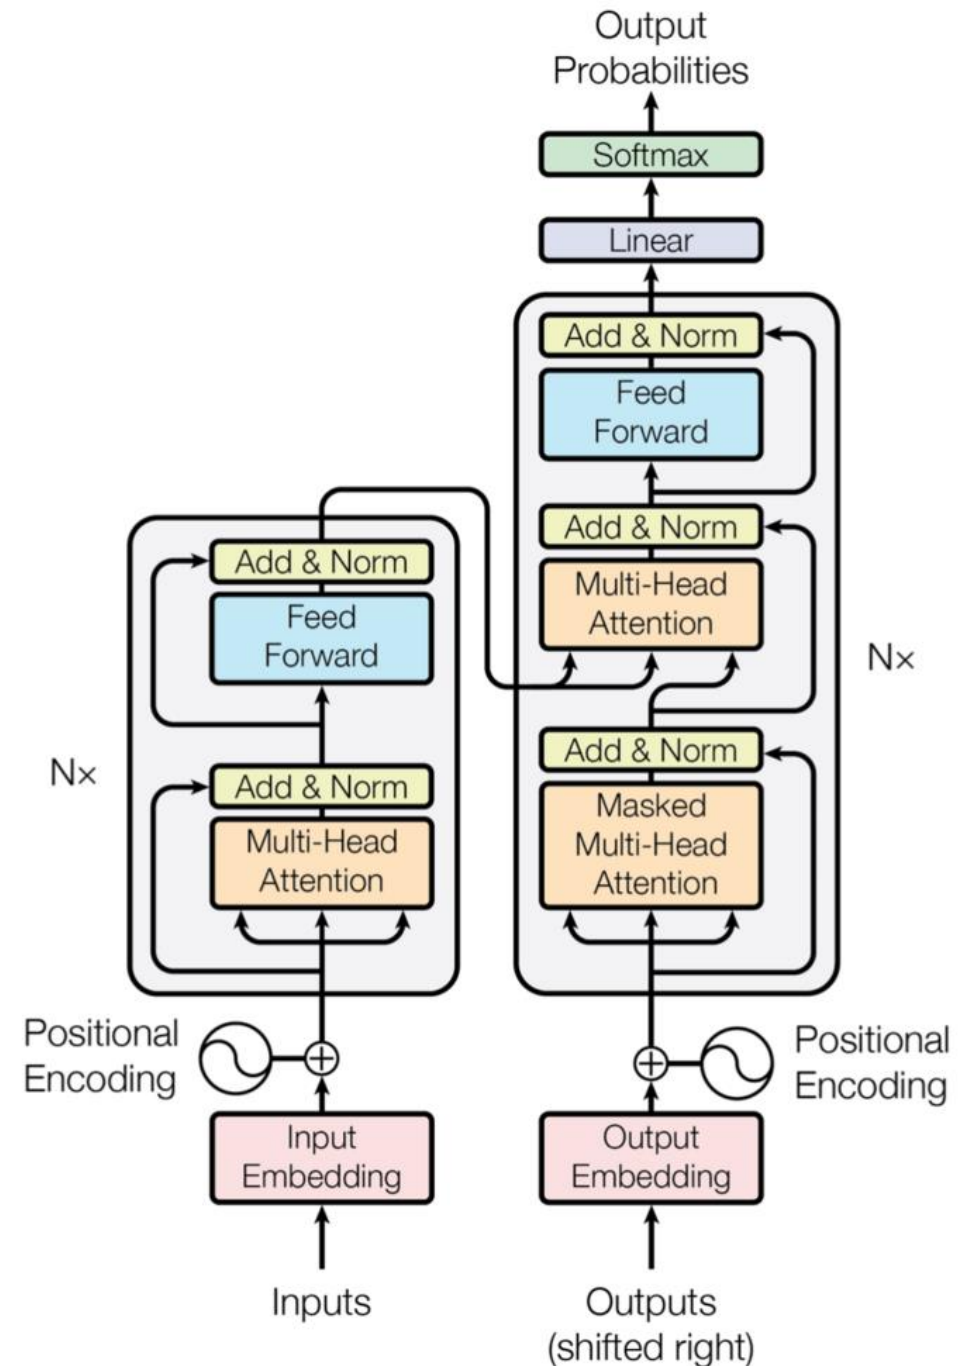 Output
Probabilities
Softmax
Linear
Add & Norm
Feed
Forward
Add & Norm
Multi-Head
Attention
N×
Add & Norm
Masked
Multi-Head
Attention
Add & Norm
Feed
Forward
N×
Add & Norm
Multi-Head
Attention
Positional
Encoding
Positional
Encoding
Input
Embedding
Output
Embedding
Inputs
Outputs
(shifted right)